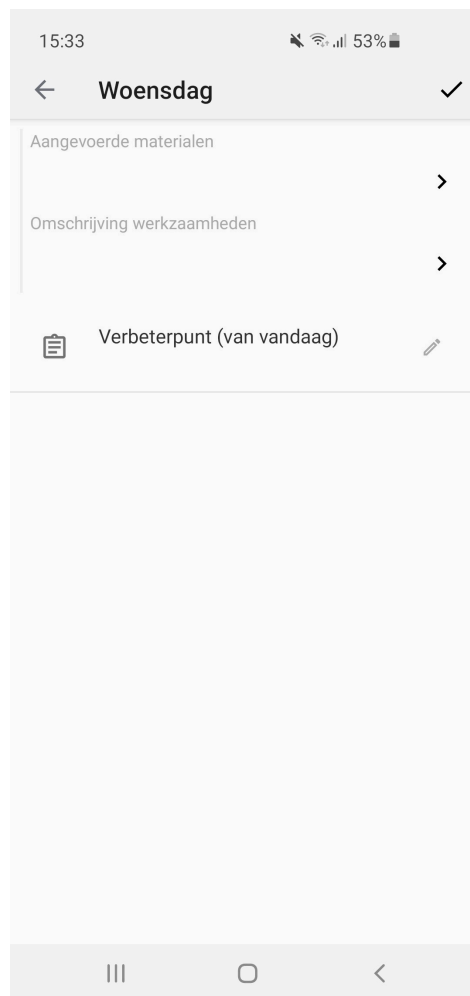 15:33 53%
Woensdag
Aangevoerde materialen
Omschrijving werkzaamheden
Verbeterpunt (van vandaag)